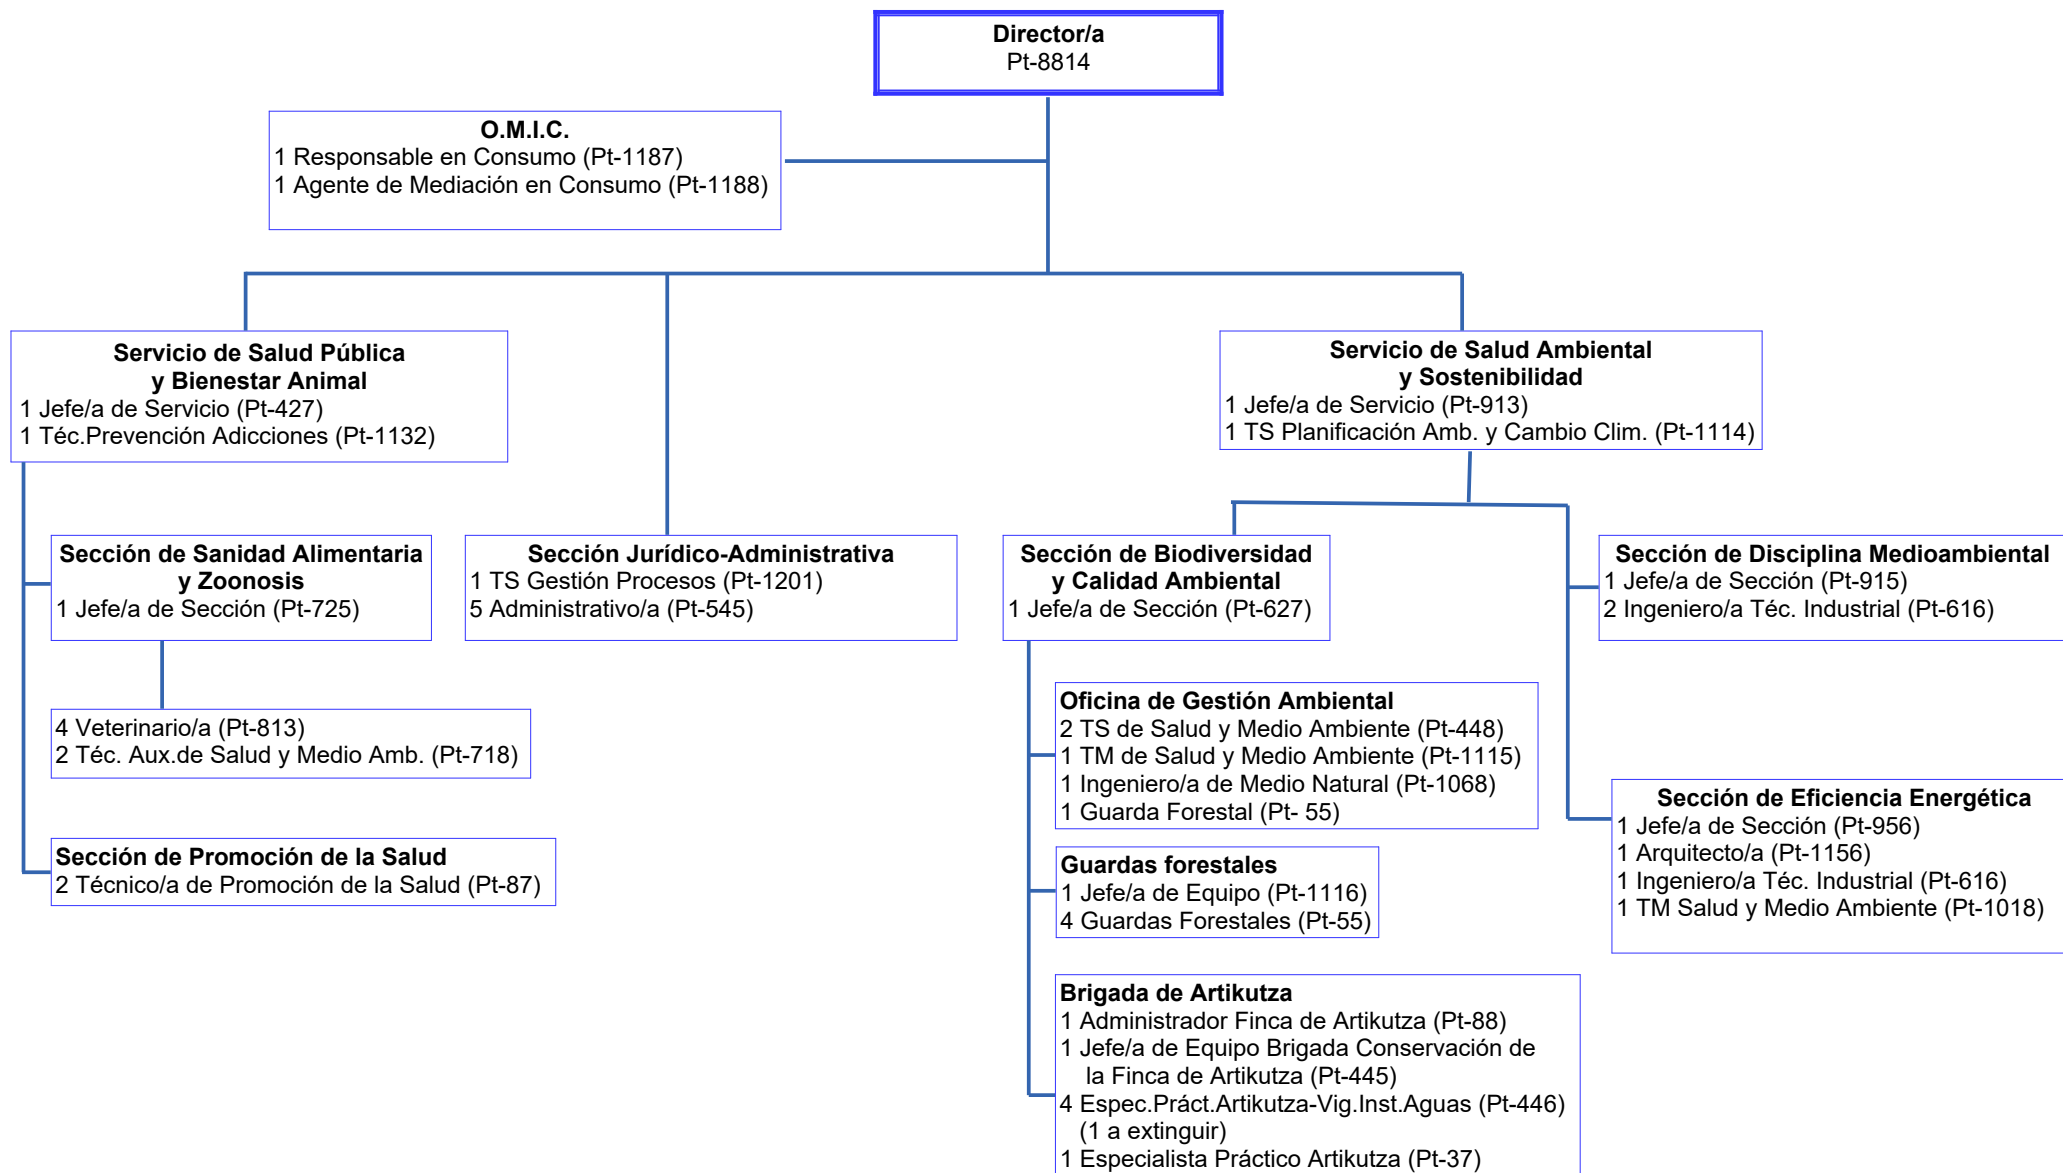 Director/a
Pt-8814
O.M.I.C.
1 Responsable en Consumo (Pt-1187)
1 Agente de Mediación en Consumo (Pt-1188)
Servicio de Salud Pública
y Bienestar Animal
1 Jefe/a de Servicio (Pt-427)
1 Téc.Prevención Adicciones (Pt-1132)
Servicio de Salud Ambiental
y Sostenibilidad
1 Jefe/a de Servicio (Pt-913)
1 TS Planificación Amb. y Cambio Clim. (Pt-1114)
Sección de Sanidad Alimentaria
y Zoonosis
1 Jefe/a de Sección (Pt-725)
4 Veterinario/a (Pt-813)
2 Téc. Aux.de Salud y Medio Amb. (Pt-718)
Sección de Promoción de la Salud
2 Técnico/a de Promoción de la Salud (Pt-87)
Sección Jurídico-Administrativa
1 TS Gestión Procesos (Pt-1201)
5 Administrativo/a (Pt-545)
Sección de Biodiversidad
y Calidad Ambiental
1 Jefe/a de Sección (Pt-627)
Oficina de Gestión Ambiental
2 TS de Salud y Medio Ambiente (Pt-448)
1 TM de Salud y Medio Ambiente (Pt-1115)
1 Ingeniero/a de Medio Natural (Pt-1068)
1 Guarda Forestal (Pt- 55)
Guardas forestales
1 Jefe/a de Equipo (Pt-1116)
4 Guardas Forestales (Pt-55)
Brigada de Artikutza
1 Administrador Finca de Artikutza (Pt-88)
1 Jefe/a de Equipo Brigada Conservación de
la Finca de Artikutza (Pt-445)
4 Espec.Práct.Artikutza-Vig.Inst.Aguas (Pt-446)
(1 a extinguir)
1 Especialista Práctico Artikutza (Pt-37)
Sección de Disciplina Medioambiental
1 Jefe/a de Sección (Pt-915)
2 Ingeniero/a Téc. Industrial (Pt-616)
Sección de Eficiencia Energética
1 Jefe/a de Sección (Pt-956)
1 Arquitecto/a (Pt-1156)
1 Ingeniero/a Téc. Industrial (Pt-616)
1 TM Salud y Medio Ambiente (Pt-1018)